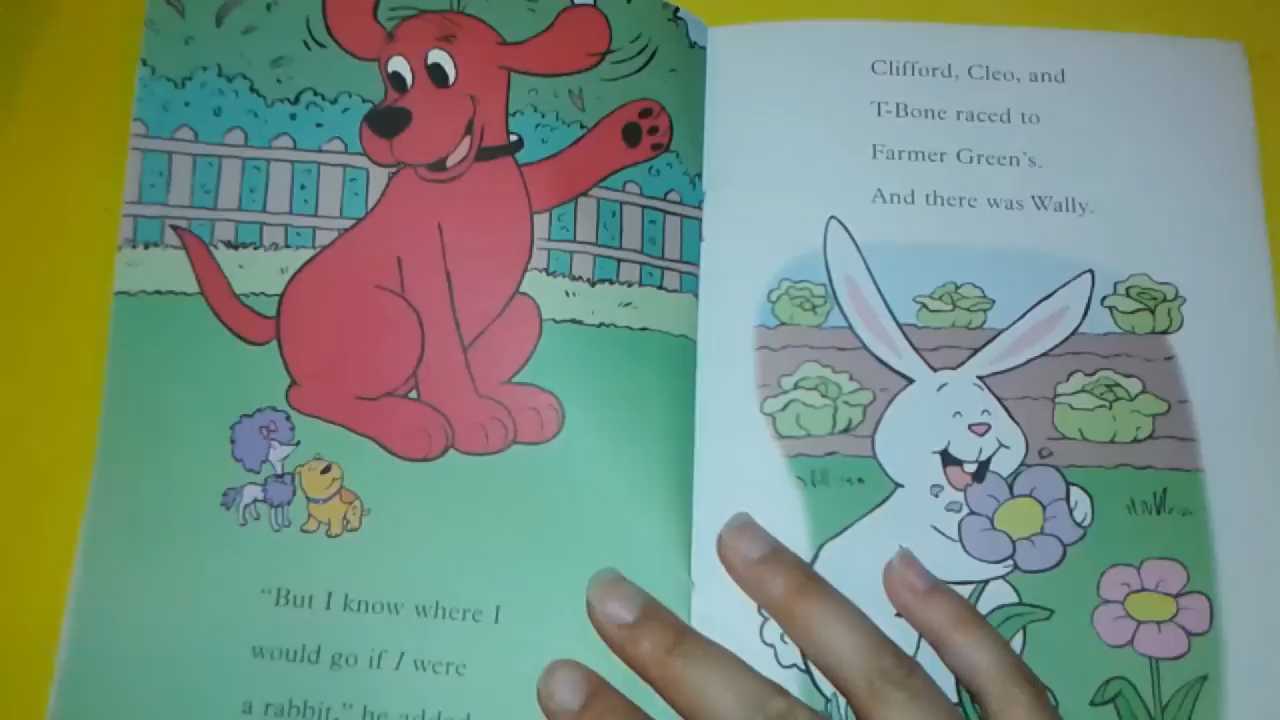 “But I know where I
would go if I were
a rabbit,” he added
Clifford, Cleo, and
T-Bone raced to
Farmer Green’s.
And there was Wally.